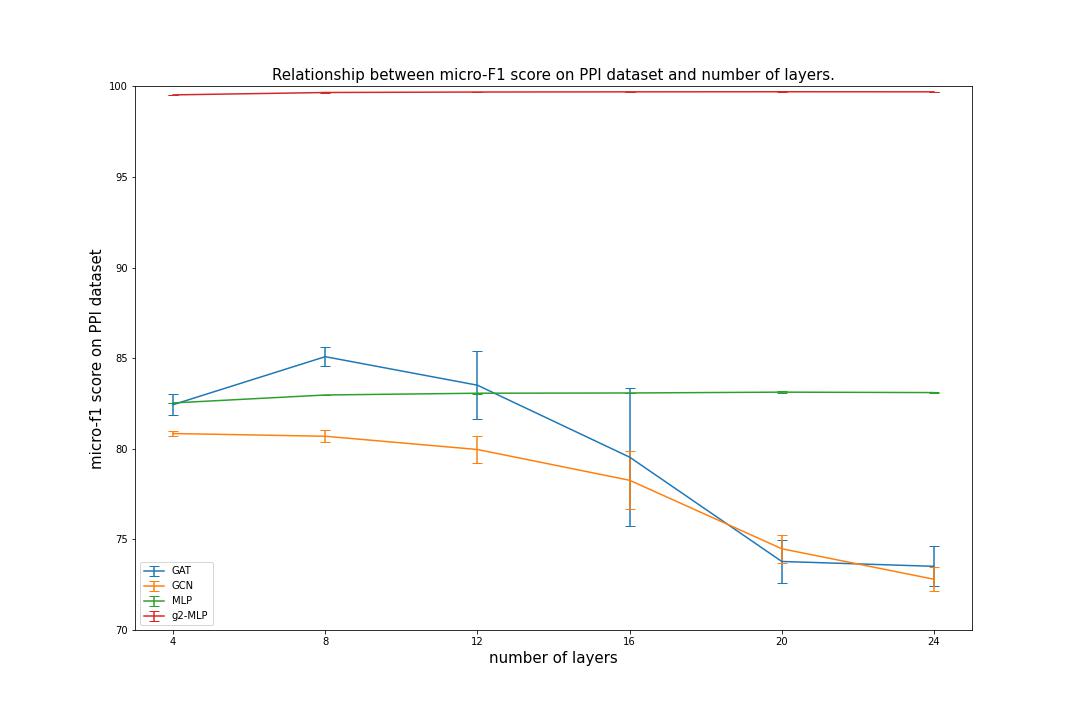 Relationship between micro-F1 score on PPI dataset and number of layers.
100
95
90
85
80
75
70
micro-f1 score on PPI dataset
GAT
GCN
MLP
g2-MLP
4 8 12 16 20 24
number of layers